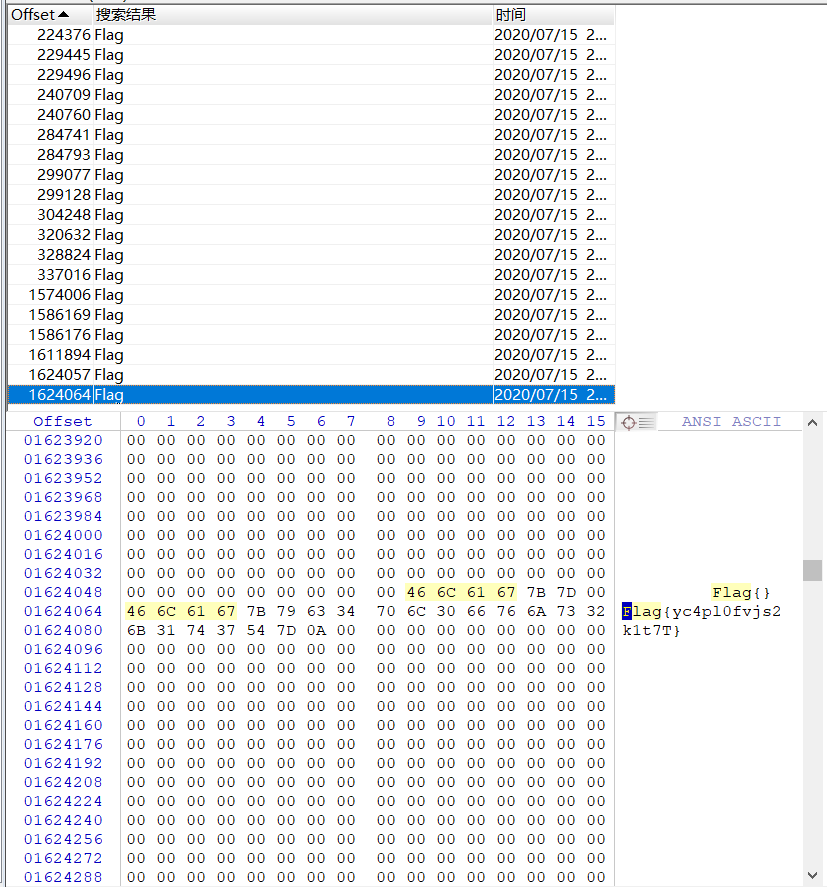 Offset 搜索结果 时间
224376 Flag 2020/07/15 2...
229445 Flag 2020/07/15 2...
229496 Flag 2020/07/15 2...
240709 Flag 2020/07/15 2...
240760 Flag 2020/07/15 2...
284741 Flag 2020/07/15 2...
284793 Flag 2020/07/15 2...
299077 Flag 2020/07/15 2...
299128 Flag 2020/07/15 2...
304248 Flag 2020/07/15 2...
320632 Flag 2020/07/15 2...
328824 Flag 2020/07/15 2...
337016 Flag 2020/07/15 2...
1574006 Flag 2020/07/15 2...
1586169 Flag 2020/07/15 2...
1586176 Flag 2020/07/15 2...
1611894 Flag 2020/07/15 2...
1624057 Flag 2020/07/15 2...
1624064 Flag 2020/07/15 2...
Offset 0 1 2 3 4 5 6 7 8 9 10 11 12 13 14 15 ANSI ASCII
01623920 00 00 00 00 00 00 00 00 00 00 00 00 00 00 00 00
01623936 00 00 00 00 00 00 00 00 00 00 00 00 00 00 00 00
01623952 00 00 00 00 00 00 00 00 00 00 00 00 00 00 00 00
01623968 00 00 00 00 00 00 00 00 00 00 00 00 00 00 00 00
01623984 00 00 00 00 00 00 00 00 00 00 00 00 00 00 00 00
01624000 00 00 00 00 00 00 00 00 00 00 00 00 00 00 00 00
01624016 00 00 00 00 00 00 00 00 00 00 00 00 00 00 00 00
01624032 00 00 00 00 00 00 00 00 00 00 00 00 00 00 00 00
01624048 00 00 00 00 00 00 00 00 00 46 6C 61 67 7B 7D 00 Flag{}
01624064 46 6C 61 67 7B 79 63 34 70 6C 30 66 76 6A 73 32 Flag{yc4pl0fvjs2
01624080 6B 31 74 37 54 7D 0A 00 00 00 00 00 00 00 00 00 k1t7T}
01624096 00 00 00 00 00 00 00 00 00 00 00 00 00 00 00 00
01624112 00 00 00 00 00 00 00 00 00 00 00 00 00 00 00 00
01624128 00 00 00 00 00 00 00 00 00 00 00 00 00 00 00 00
01624144 00 00 00 00 00 00 00 00 00 00 00 00 00 00 00 00
01624160 00 00 00 00 00 00 00 00 00 00 00 00 00 00 00 00
01624176 00 00 00 00 00 00 00 00 00 00 00 00 00 00 00 00
01624192 00 00 00 00 00 00 00 00 00 00 00 00 00 00 00 00
01624208 00 00 00 00 00 00 00 00 00 00 00 00 00 00 00 00
01624224 00 00 00 00 00 00 00 00 00 00 00 00 00 00 00 00
01624240 00 00 00 00 00 00 00 00 00 00 00 00 00 00 00 00
01624256 00 00 00 00 00 00 00 00 00 00 00 00 00 00 00 00
01624272 00 00 00 00 00 00 00 00 00 00 00 00 00 00 00 00
01624288 00 00 00 00 00 00 00 00 00 00 00 00 00 00 00 00